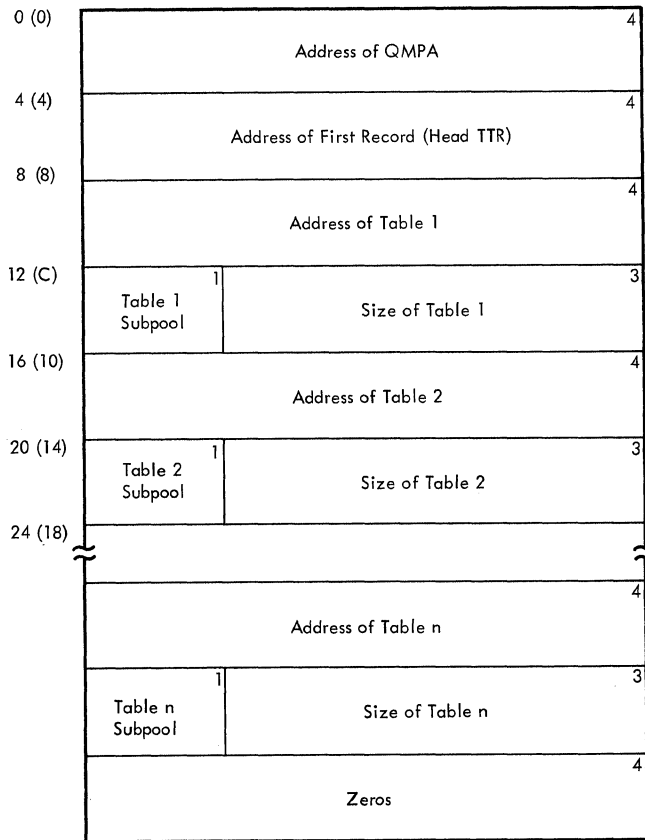 0 (0)
4
Address of QMPA
4 (4)
4
Address of First Record (Head TTR)
8 (8)
4
Address of Table 1
12 (C)
1
3
Table 1
Subpool
Size of Table 1
16 (10)
4
Address of Table 2
20 (14)
1
3
Table 2
Subpool
Size of Table 2
24 (18)
4
Address of Table n
1
3
Table n
Subpool
Size of Table n
4
Zeros